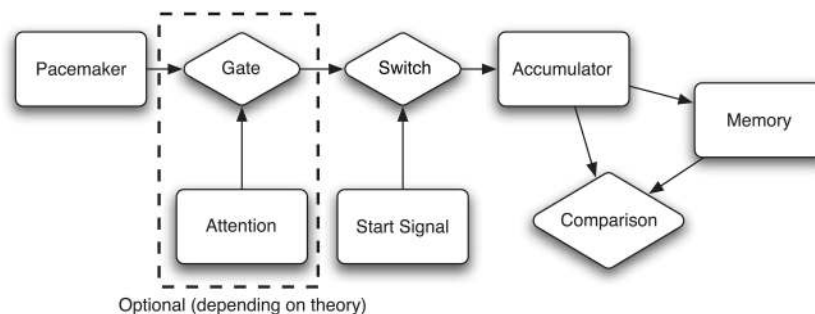 Pacemaker
Gate
Switch
Accumulator
Memory
Attention
Start Signal
Comparison
Optional (depending on theory)